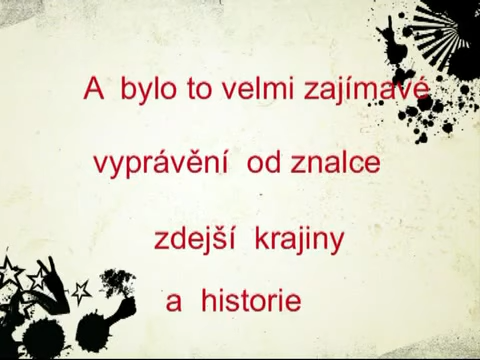 A bylo to velmi zajímavé
vyprávění od znalce
zdejší krajiny
a historie